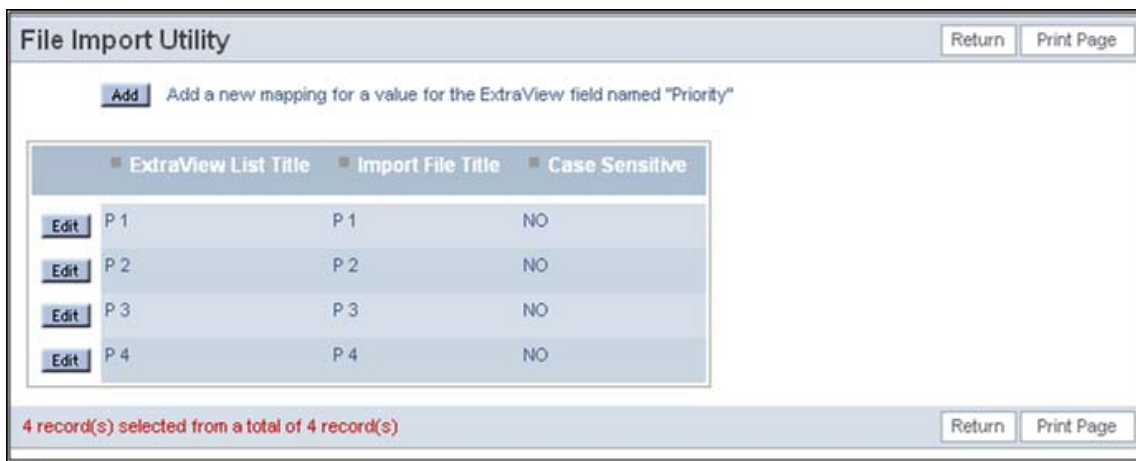 File Import Utility Return Print Page
Add Add a new mapping for a value for the ExtraView field named "Priority"
ExtraView List Title Import File Title Case Sensitive
Edit P 1 P 1 NO
Edit P 2 P 2 NO
Edit P 3 P 3 NO
Edit P 4 P 4 NO
4 record(s) selected from a total of 4 record(s) Return Print Page